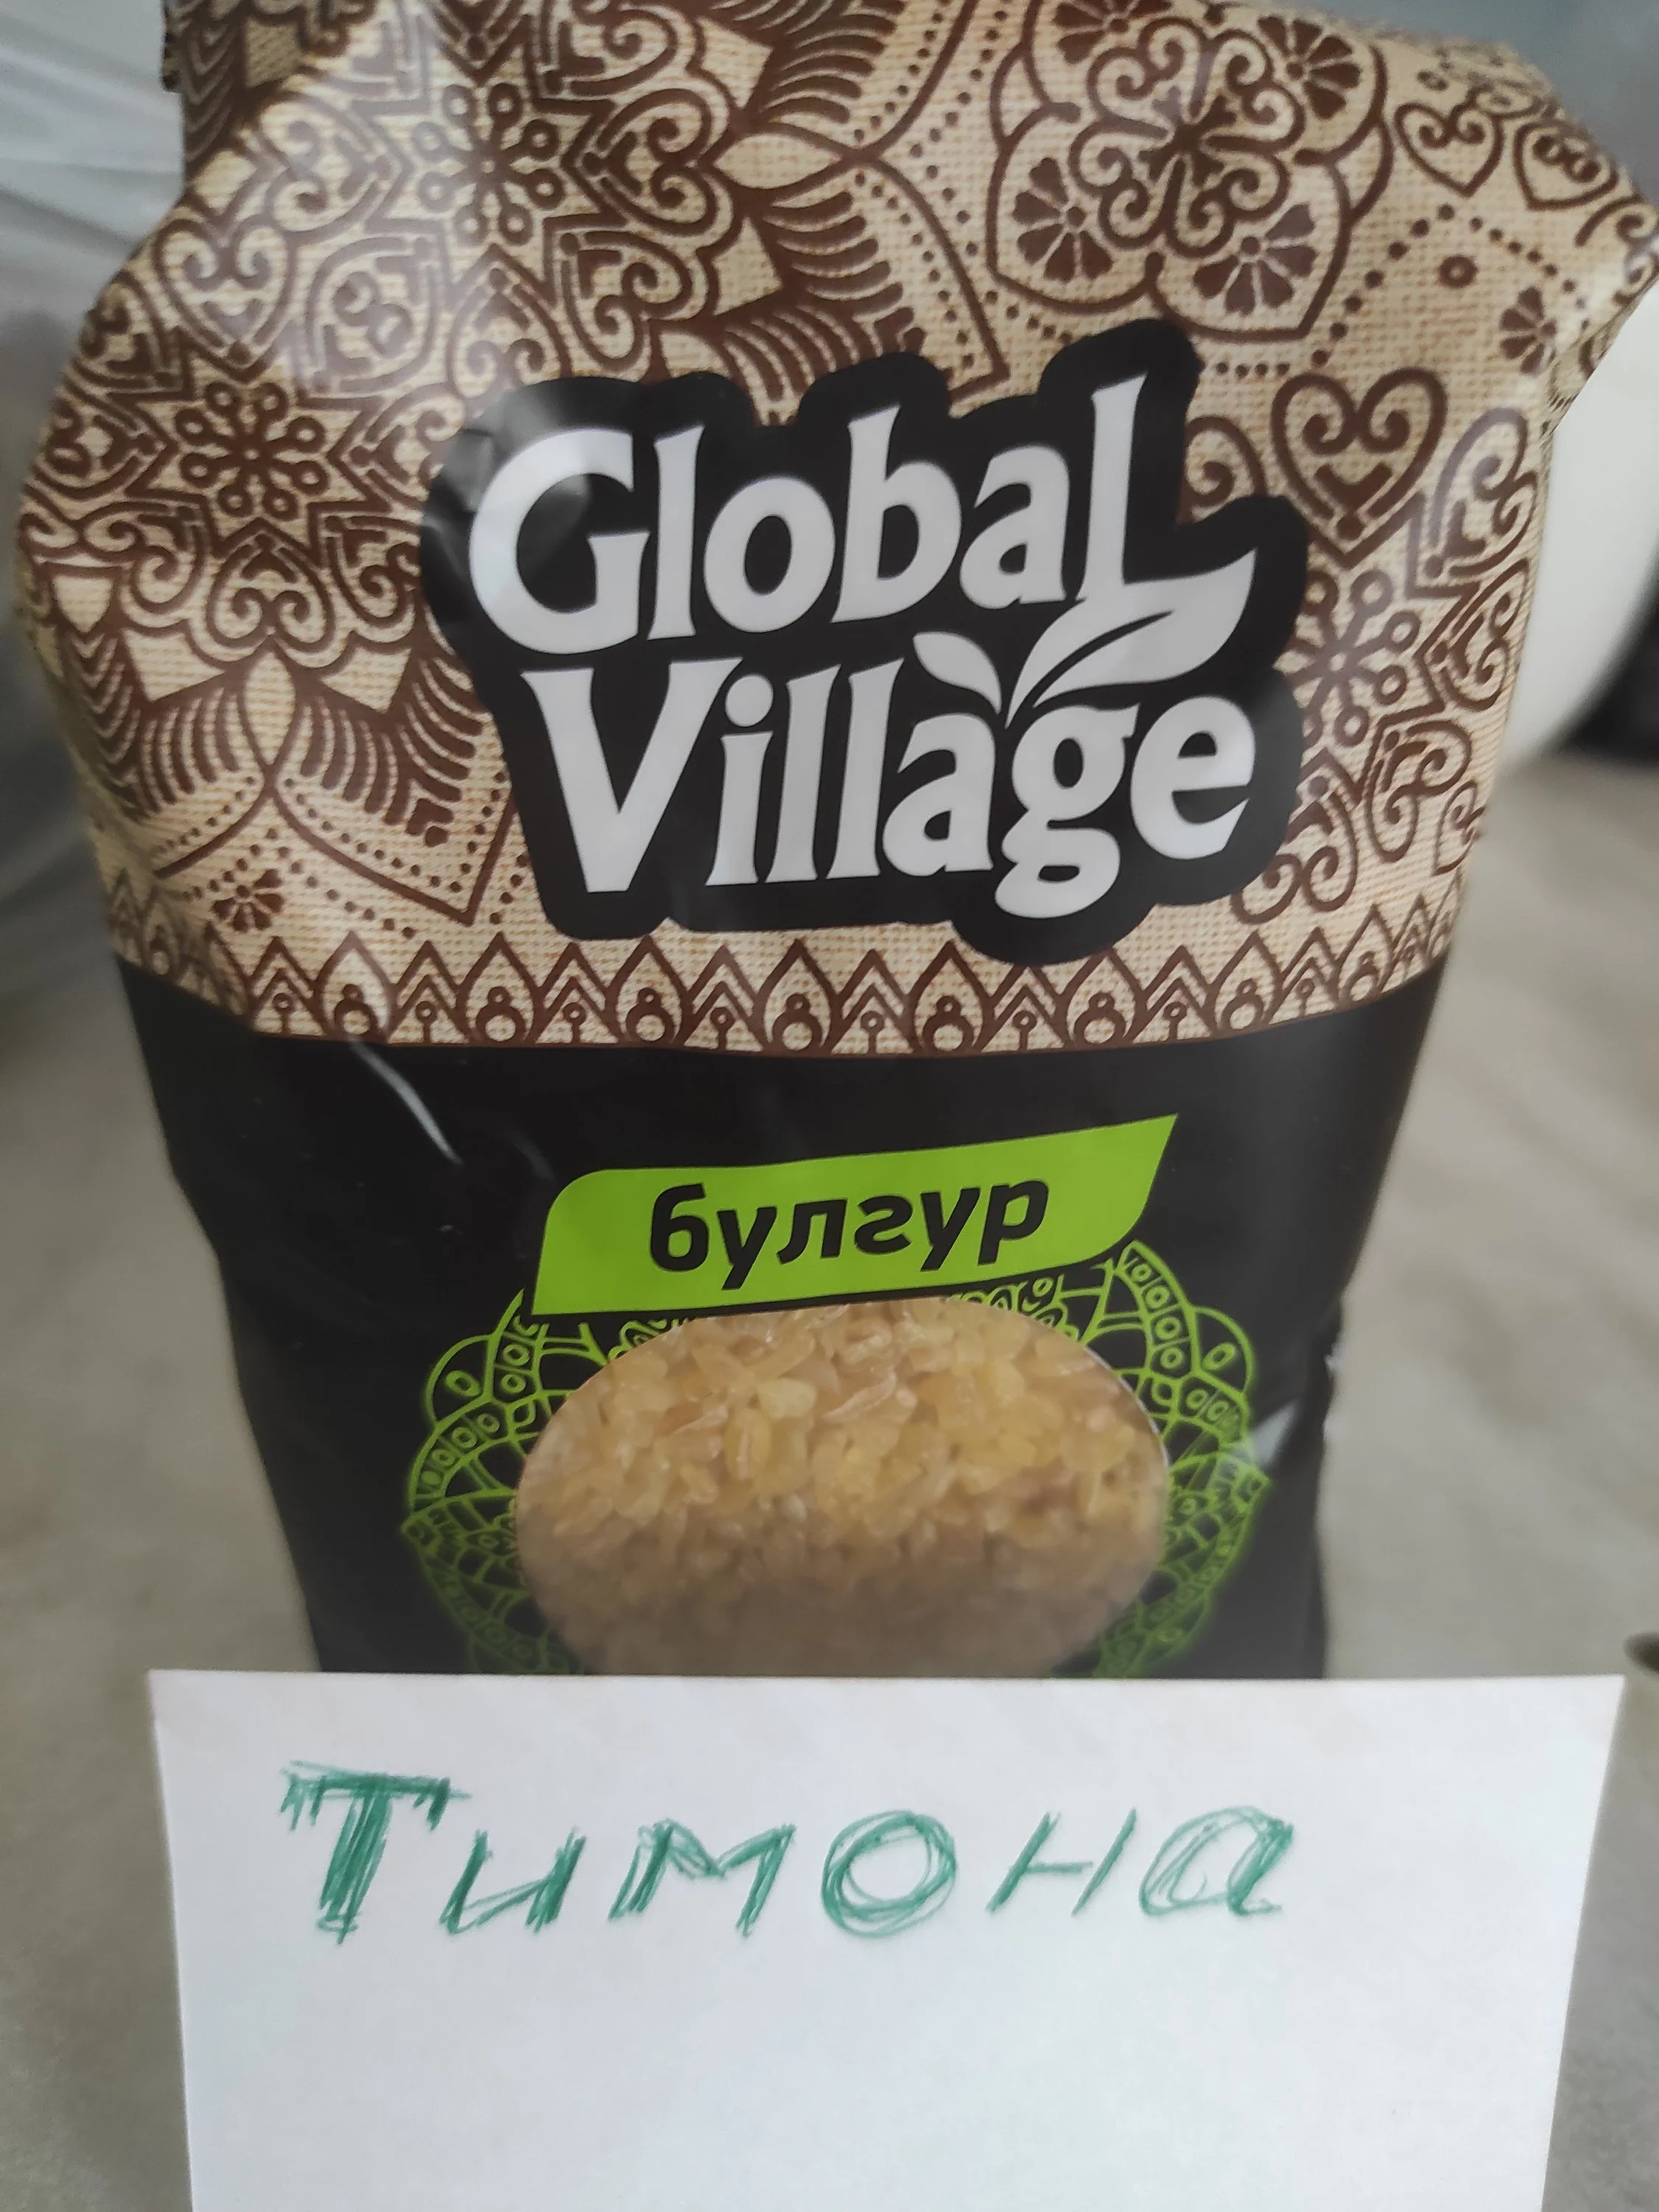 Global
Village
булгур
Тимона